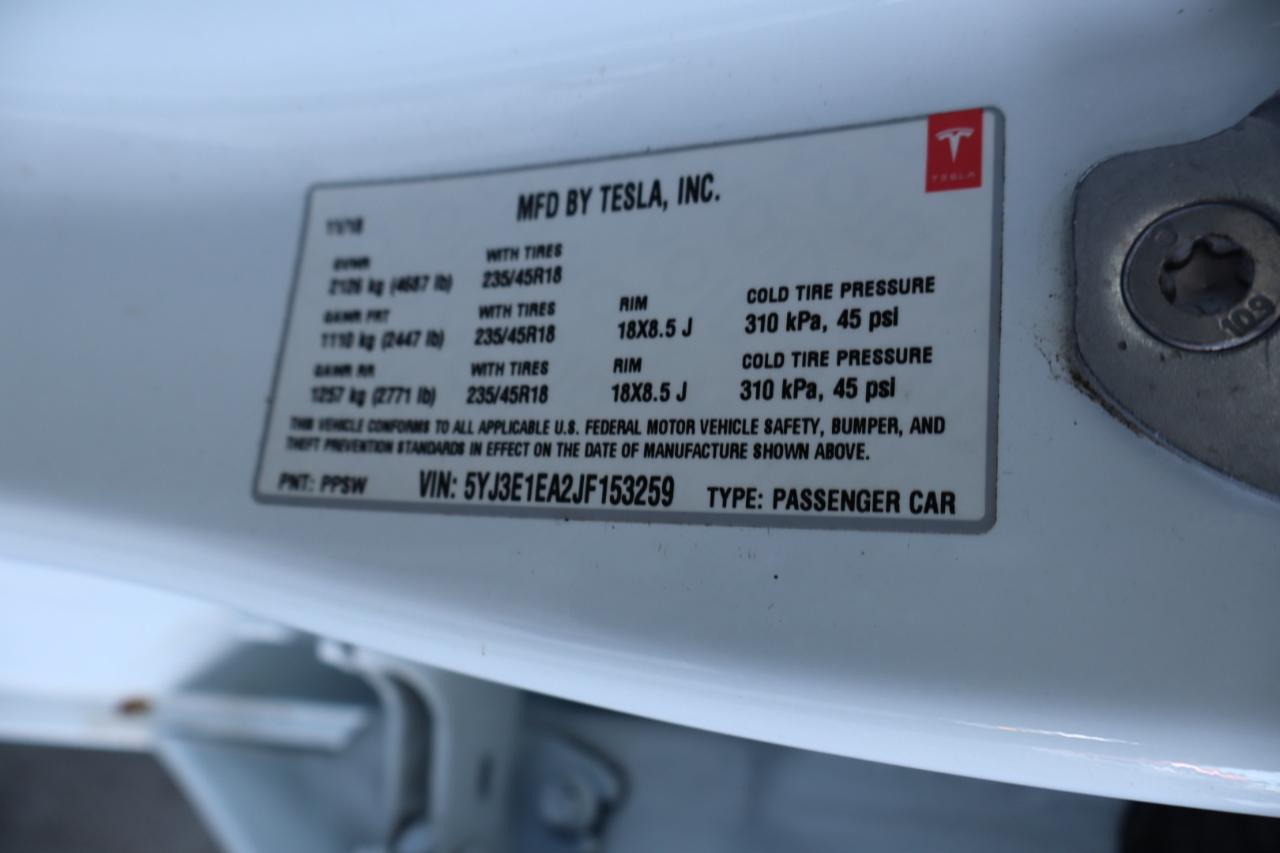 TESLA
MFD BY TESLA, INC.
11/18
GVWR WITH TIRES
2126 kg (4687 lb) 235/45R18
GAWR FRT WITH TIRES RIM COLD TIRE PRESSURE
1110 kg (2447 lb) 235/45R18 18X8.5 J 310 kPa, 45 psi
GAWR RR WITH TIRES RIM COLD TIRE PRESSURE
1257 kg (2771 lb) 235/45R18 18X8.5 J 310 kPa, 45 psi
THIS VEHICLE CONFORMS TO ALL APPLICABLE U.S. FEDERAL MOTOR VEHICLE SAFETY, BUMPER, AND
THEFT PREVENTION STANDARDS IN EFFECT ON THE DATE OF MANUFACTURE SHOWN ABOVE.
PNT: PPSW VIN: 5YJ3E1EA2JF153259 TYPE: PASSENGER CAR
10.9